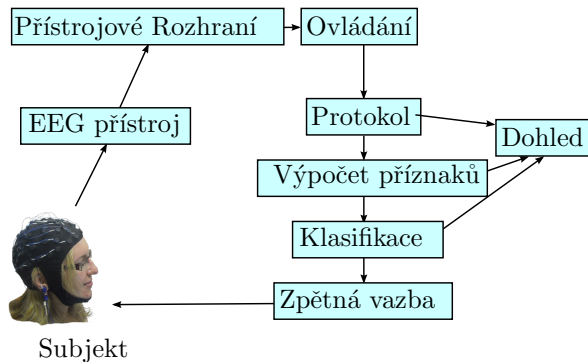 Přístrojové Rozhraní
Ovládání
EEG přístroj
Protokol
Dohled
Výpočet příznaků
Klasifikace
Zpětná vazba
Subjekt